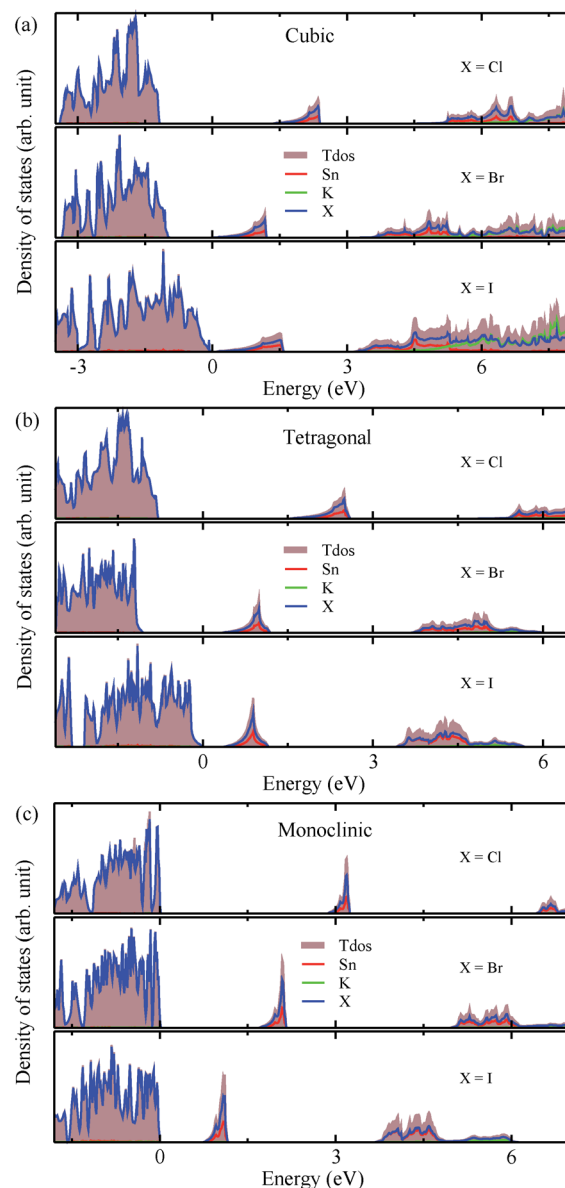 (a)
Cubic
X = Cl
Tdos
Sn
K
X
X = Br
X = I
Density of states (arb. unit)
-3 0 3 6
Energy (eV)
(b)
Tetragonal
X = Cl
Tdos
Sn
K
X
X = Br
X = I
Density of states (arb. unit)
0 3 6
Energy (eV)
(c)
Monoclinic
X = Cl
Tdos
Sn
K
X
X = Br
X = I
Density of states (arb. unit)
0 3 6
Energy (eV)